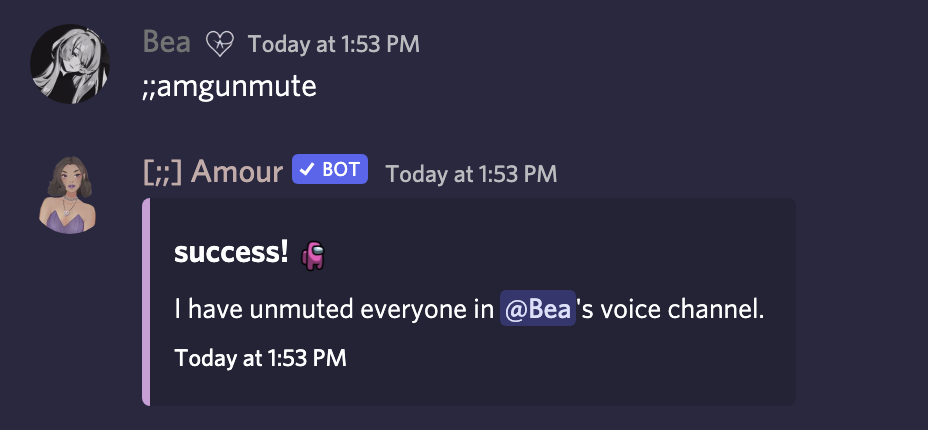 Bea Today at 1:53 PM
;;amgunmute
[;;] Amour ✓ BOT Today at 1:53 PM
success!
I have unmuted everyone in @Bea's voice channel.
Today at 1:53 PM